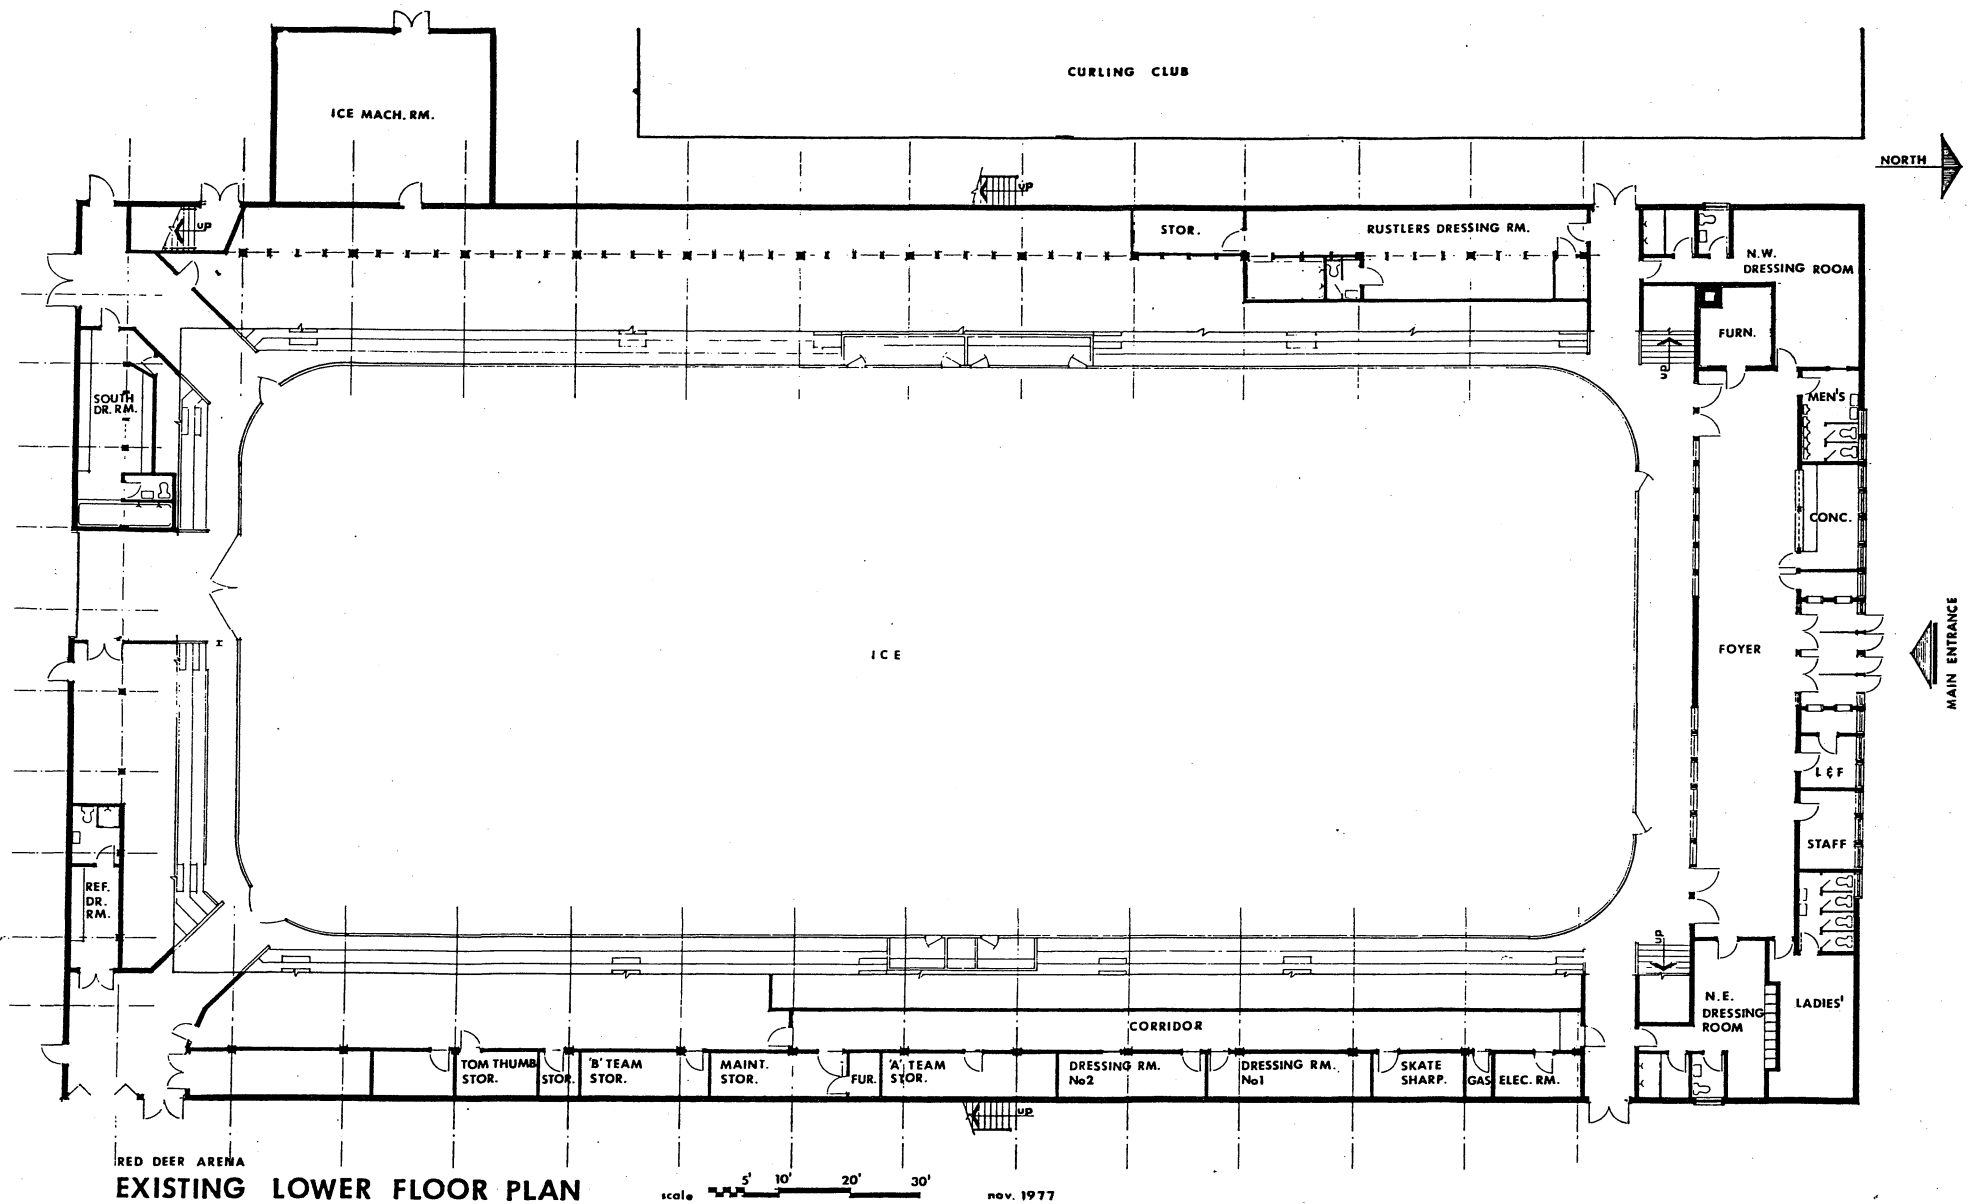 CURLING CLUB
ICE MACH. RM.
NORTH
UP
UP
STOR.
RUSTLERS DRESSING RM.
N.W.
DRESSING ROOM
FURN.
UP
SOUTH
DR. RM.
MEN'S
CONC.
MAIN ENTRANCE
ICE
FOYER
L & F
STAFF
REF.
DR.
RM.
UP
N.E.
DRESSING
ROOM
LADIES'
CORRIDOR
TOM THUMB
STOR.
STOR.
'B' TEAM
STOR.
MAINT.
STOR.
FUR.
'A' TEAM
STOR.
DRESSING RM.
No2
DRESSING RM.
No1
SKATE
SHARP.
GAS
ELEC. RM.
UP
RED DEER ARENA
EXISTING LOWER FLOOR PLAN
scale 5' 10' 20' 30'
nov. 1977